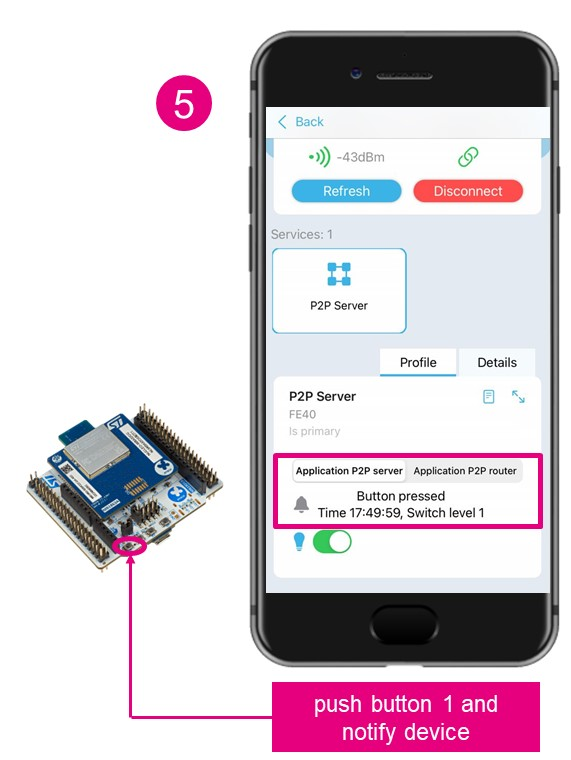 5
Back
-43dBm
Refresh
Disconnect
Services: 1
P2P Server
Profile
Details
P2P Server
FE40
Is primary
Application P2P server
Application P2P router
Button pressed
Time 17:49:59, Switch level 1
push button 1 and
notify device